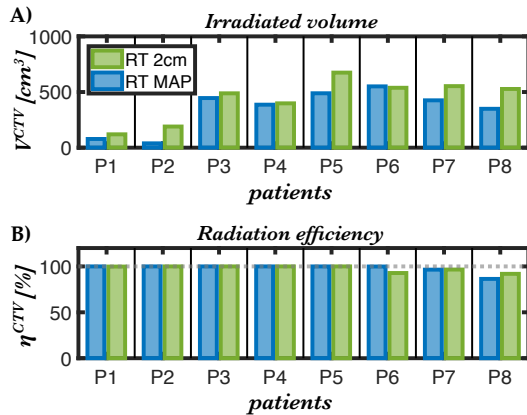 A)
Irradiated volume
1000
500
0
V^CTV [cm^3]
RT 2cm
RT MAP
P1 P2 P3 P4 P5 P6 P7 P8
patients
B)
Radiation efficiency
100
50
0
η^CTV [%]
P1 P2 P3 P4 P5 P6 P7 P8
patients